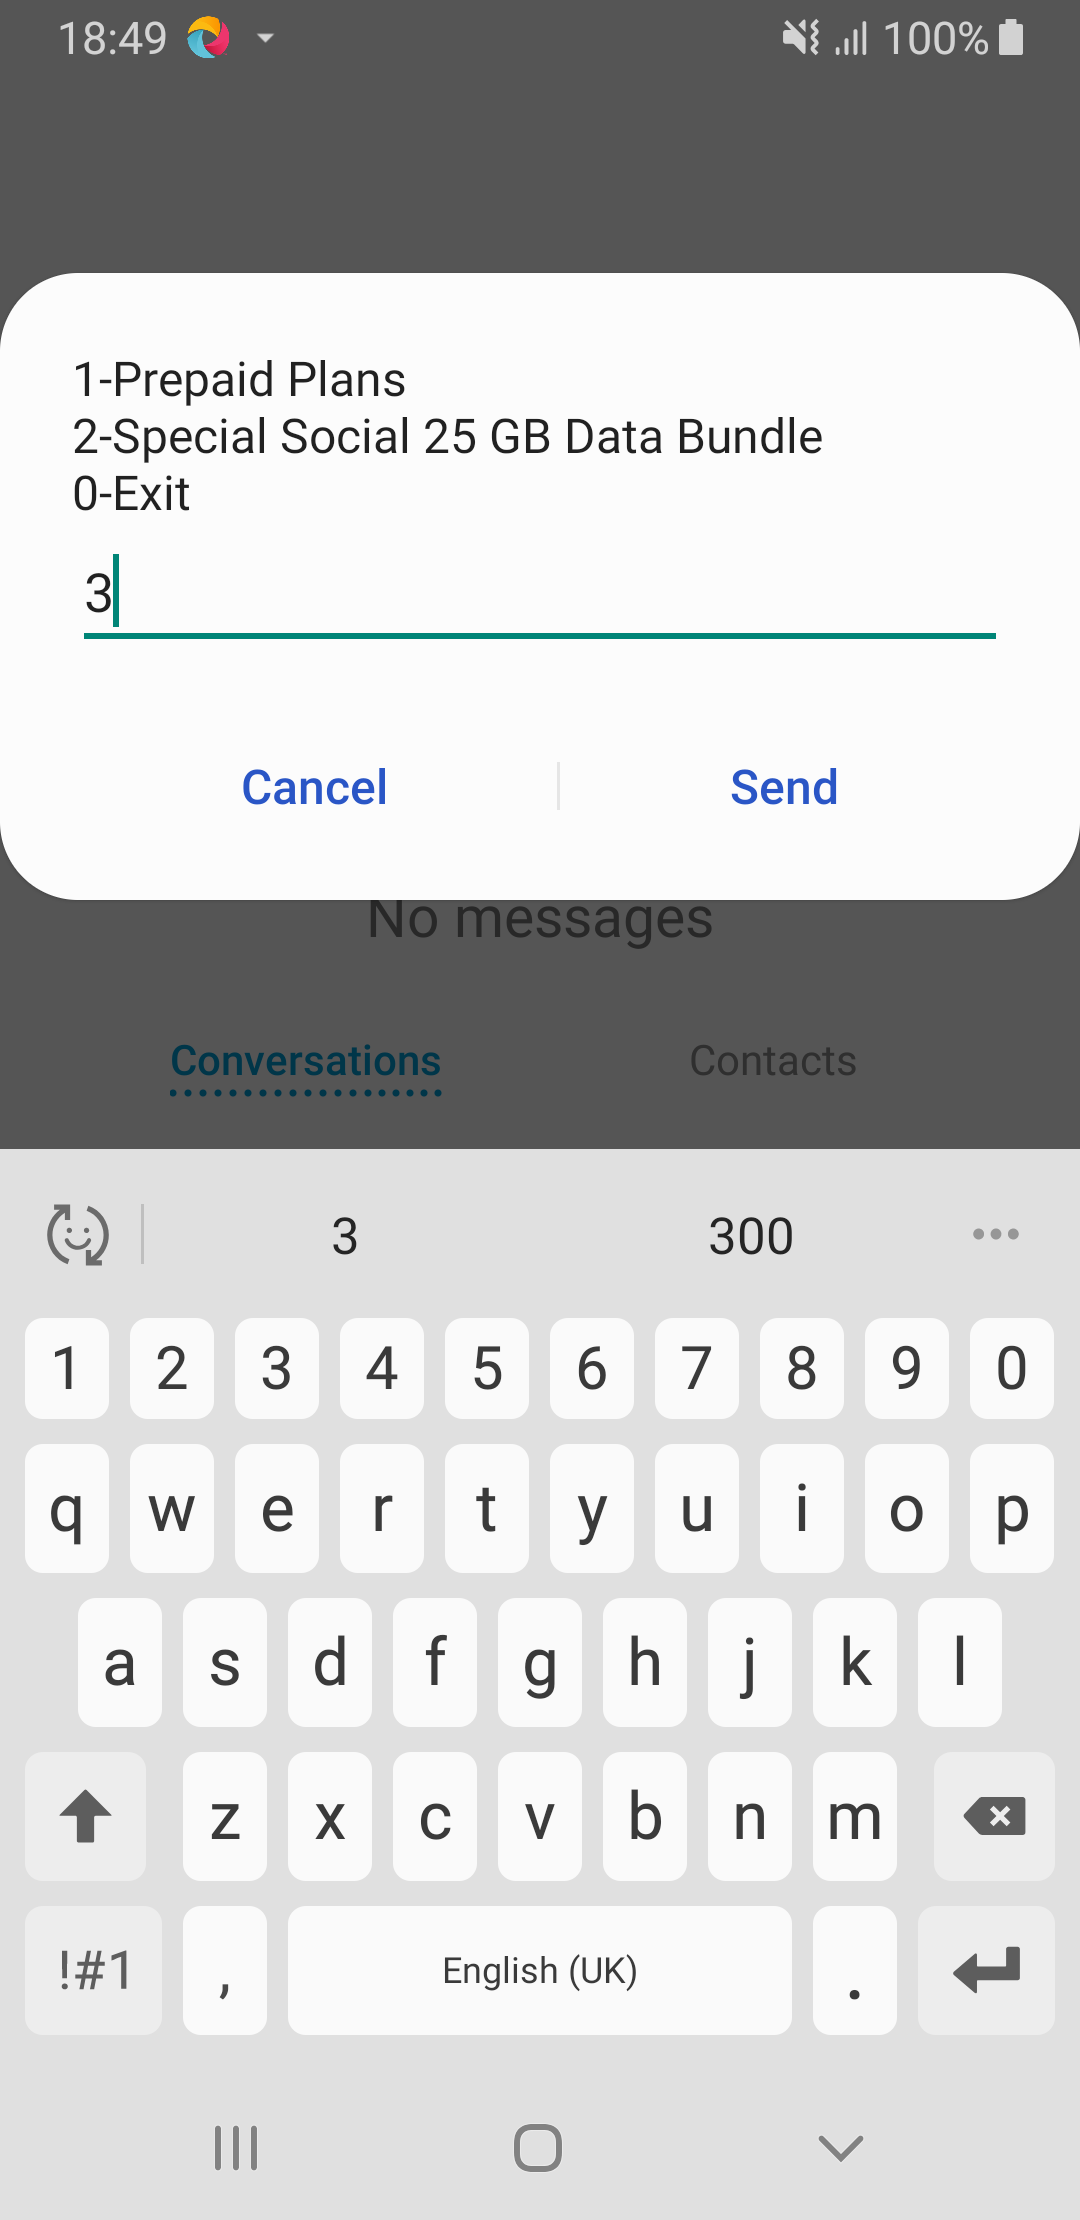 18:49
100%
1-Prepaid Plans
2-Special Social 25 GB Data Bundle
0-Exit
3
Cancel
Send
No messages
Conversations
Contacts
3
300
1 2 3 4 5 6 7 8 9 0
q w e r t y u i o p
a s d f g h j k l
z x c v b n m
!#1 , English (UK) .